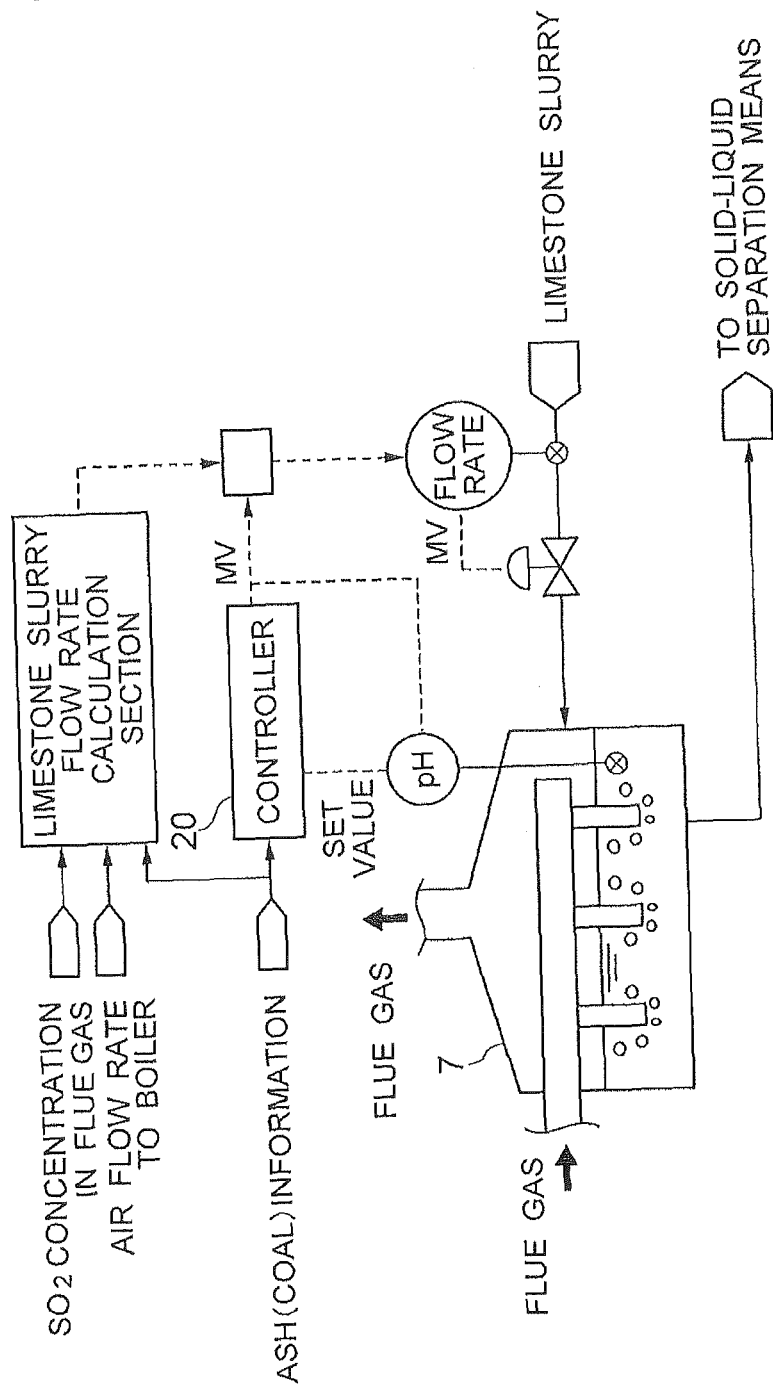 SO2 CONCENTRATION
IN FLUE GAS
AIR FLOW RATE
TO BOILER
LIMESTONE SLURRY
FLOW RATE
CALCULATION
SECTION
ASH(COAL)INFORMATION
20
CONTROLLER
MV
SET
VALUE
pH
FLOW
RATE
MV
LIMESTONE SLURRY
FLUE GAS
7
FLUE GAS
TO SOLID-LIQUID
SEPARATION MEANS